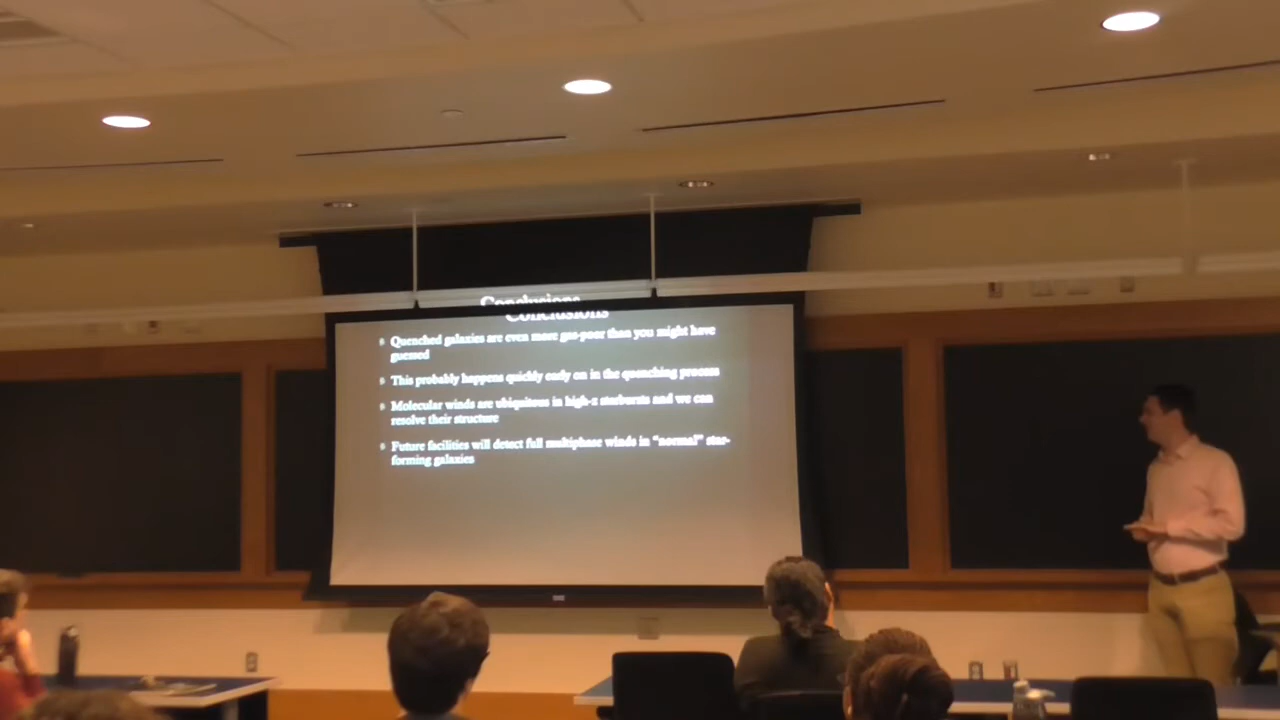 Conclusions
Quenched galaxies are even more gas-poor than you might have
guessed
This probably happens quickly early on in the quenching process
Molecular winds are ubiquitous in high-z starbursts and we can
resolve their structure
Future facilities will detect full multiphase winds in “normal” star-
forming galaxies